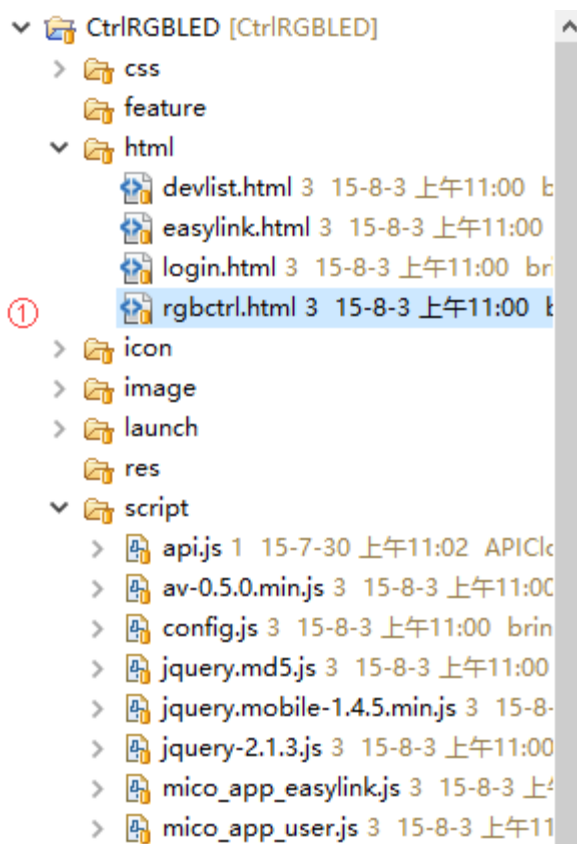 CtrlRGBLED [CtrlRGBLED]
css
feature
html
devlist.html 3 15-8-3 上午11:00
easylink.html 3 15-8-3 上午11:00
login.html 3 15-8-3 上午11:00 bri
① rgbctrl.html 3 15-8-3 上午11:00
icon
image
launch
res
script
api.js 1 15-7-30 上午11:02 APIClo
av-0.5.0.min.js 3 15-8-3 上午11:00
config.js 3 15-8-3 上午11:00 brin
jquery.md5.js 3 15-8-3 上午11:00
jquery.mobile-1.4.5.min.js 3 15-8-
jquery-2.1.3.js 3 15-8-3 上午11:00
mico_app_easylink.js 3 15-8-3 上
mico_app_user.js 3 15-8-3 上午11